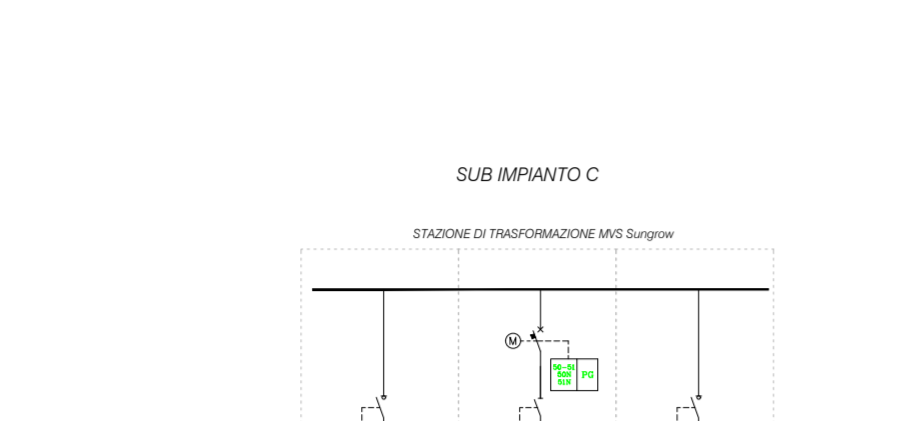 SUB IMPIANTO C
STAZIONE DI TRASFORMAZIONE MVS Sungrow
M
50-51
50N
51N
PG